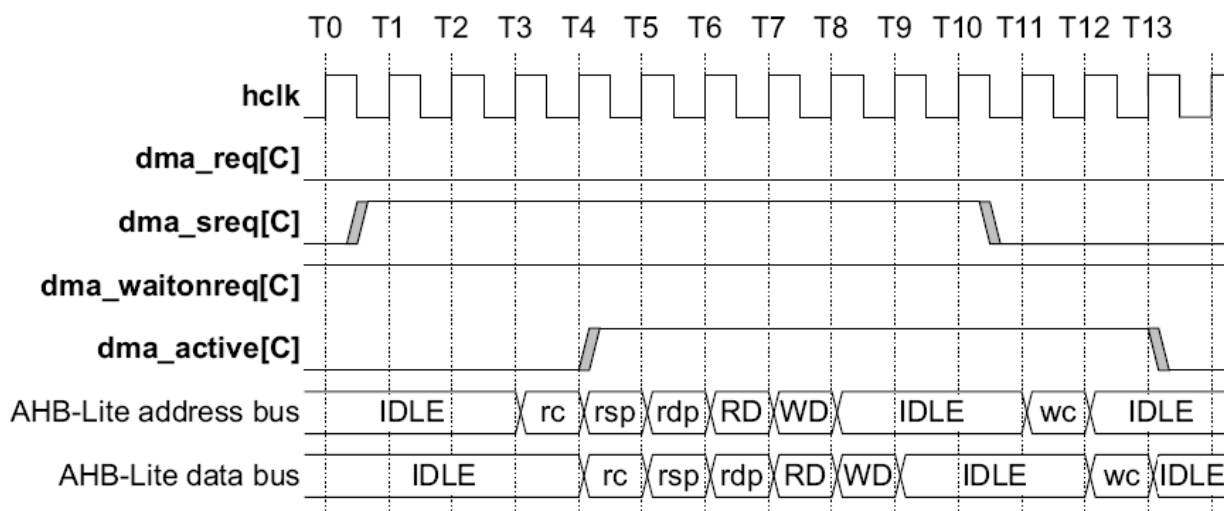 T0 T1 T2 T3 T4 T5 T6 T7 T8 T9 T10 T11 T12 T13
hclk
dma_req[C]
dma_sreq[C]
dma_waitonreq[C]
dma_active[C]
AHB-Lite address bus IDLE rc rsp rdp RD WD IDLE wc IDLE
AHB-Lite data bus IDLE rc rsp rdp RD WD IDLE wc IDLE